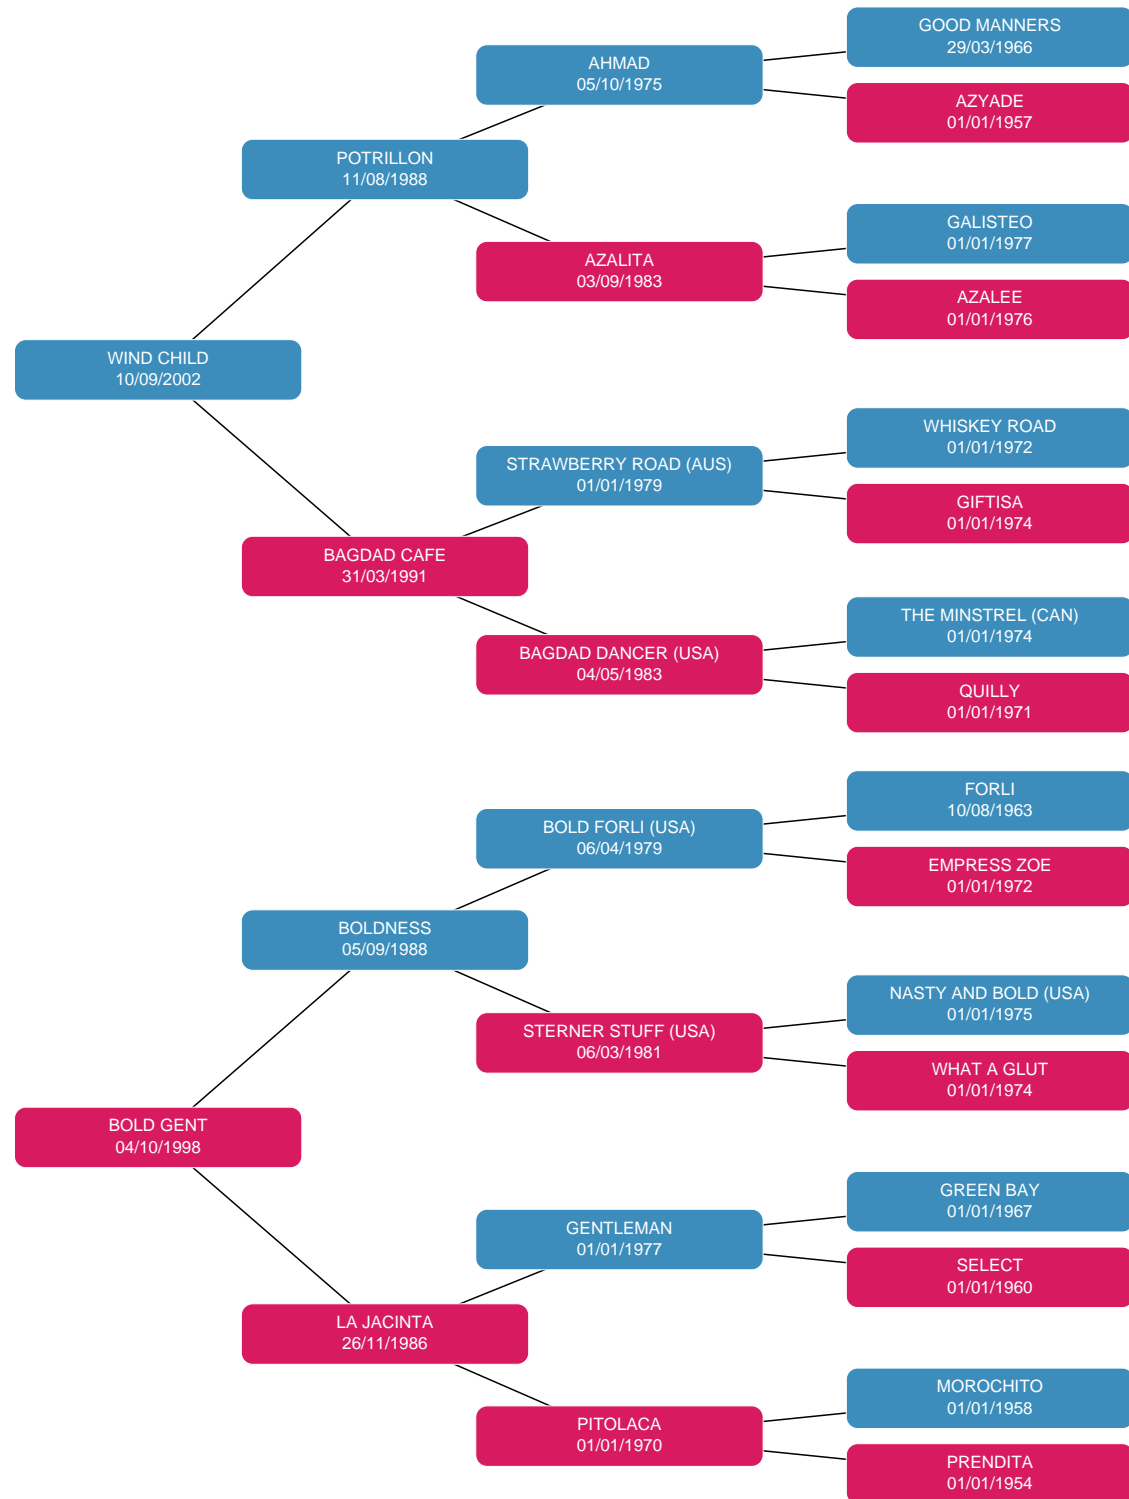 GOOD MANNERS
29/03/1966
AHMAD
05/10/1975
AZYADE
01/01/1957
POTRILLON
11/08/1988
GALISTEO
01/01/1977
AZALITA
03/09/1983
AZALEE
01/01/1976
WIND CHILD
10/09/2002
WHISKEY ROAD
01/01/1972
STRAWBERRY ROAD (AUS)
01/01/1979
GIFTISA
01/01/1974
BAGDAD CAFE
31/03/1991
THE MINSTREL (CAN)
01/01/1974
BAGDAD DANCER (USA)
04/05/1983
QUILLY
01/01/1971
FORLI
10/08/1963
BOLD FORLI (USA)
06/04/1979
EMPRESS ZOE
01/01/1972
BOLDNESS
05/09/1988
NASTY AND BOLD (USA)
01/01/1975
STERNER STUFF (USA)
06/03/1981
WHAT A GLUT
01/01/1974
BOLD GENT
04/10/1998
GREEN BAY
01/01/1967
GENTLEMAN
01/01/1977
SELECT
01/01/1960
LA JACINTA
26/11/1986
MOROCHITO
01/01/1958
PITOLACA
01/01/1970
PRENDITA
01/01/1954